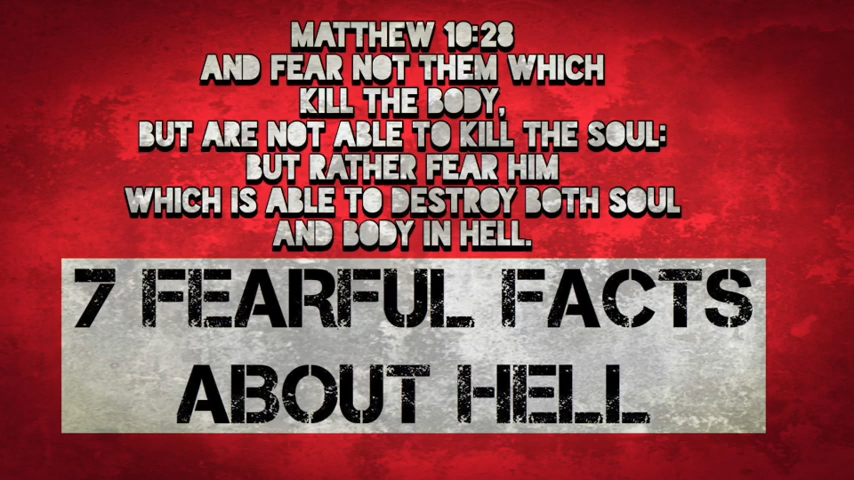 MATTHEW 10:28
AND FEAR NOT THEM WHICH
KILL THE BODY,
BUT ARE NOT ABLE TO KILL THE SOUL:
BUT RATHER FEAR HIM
WHICH IS ABLE TO DESTROY BOTH SOUL
AND BODY IN HELL.
7 FEARFUL FACTS
ABOUT HELL